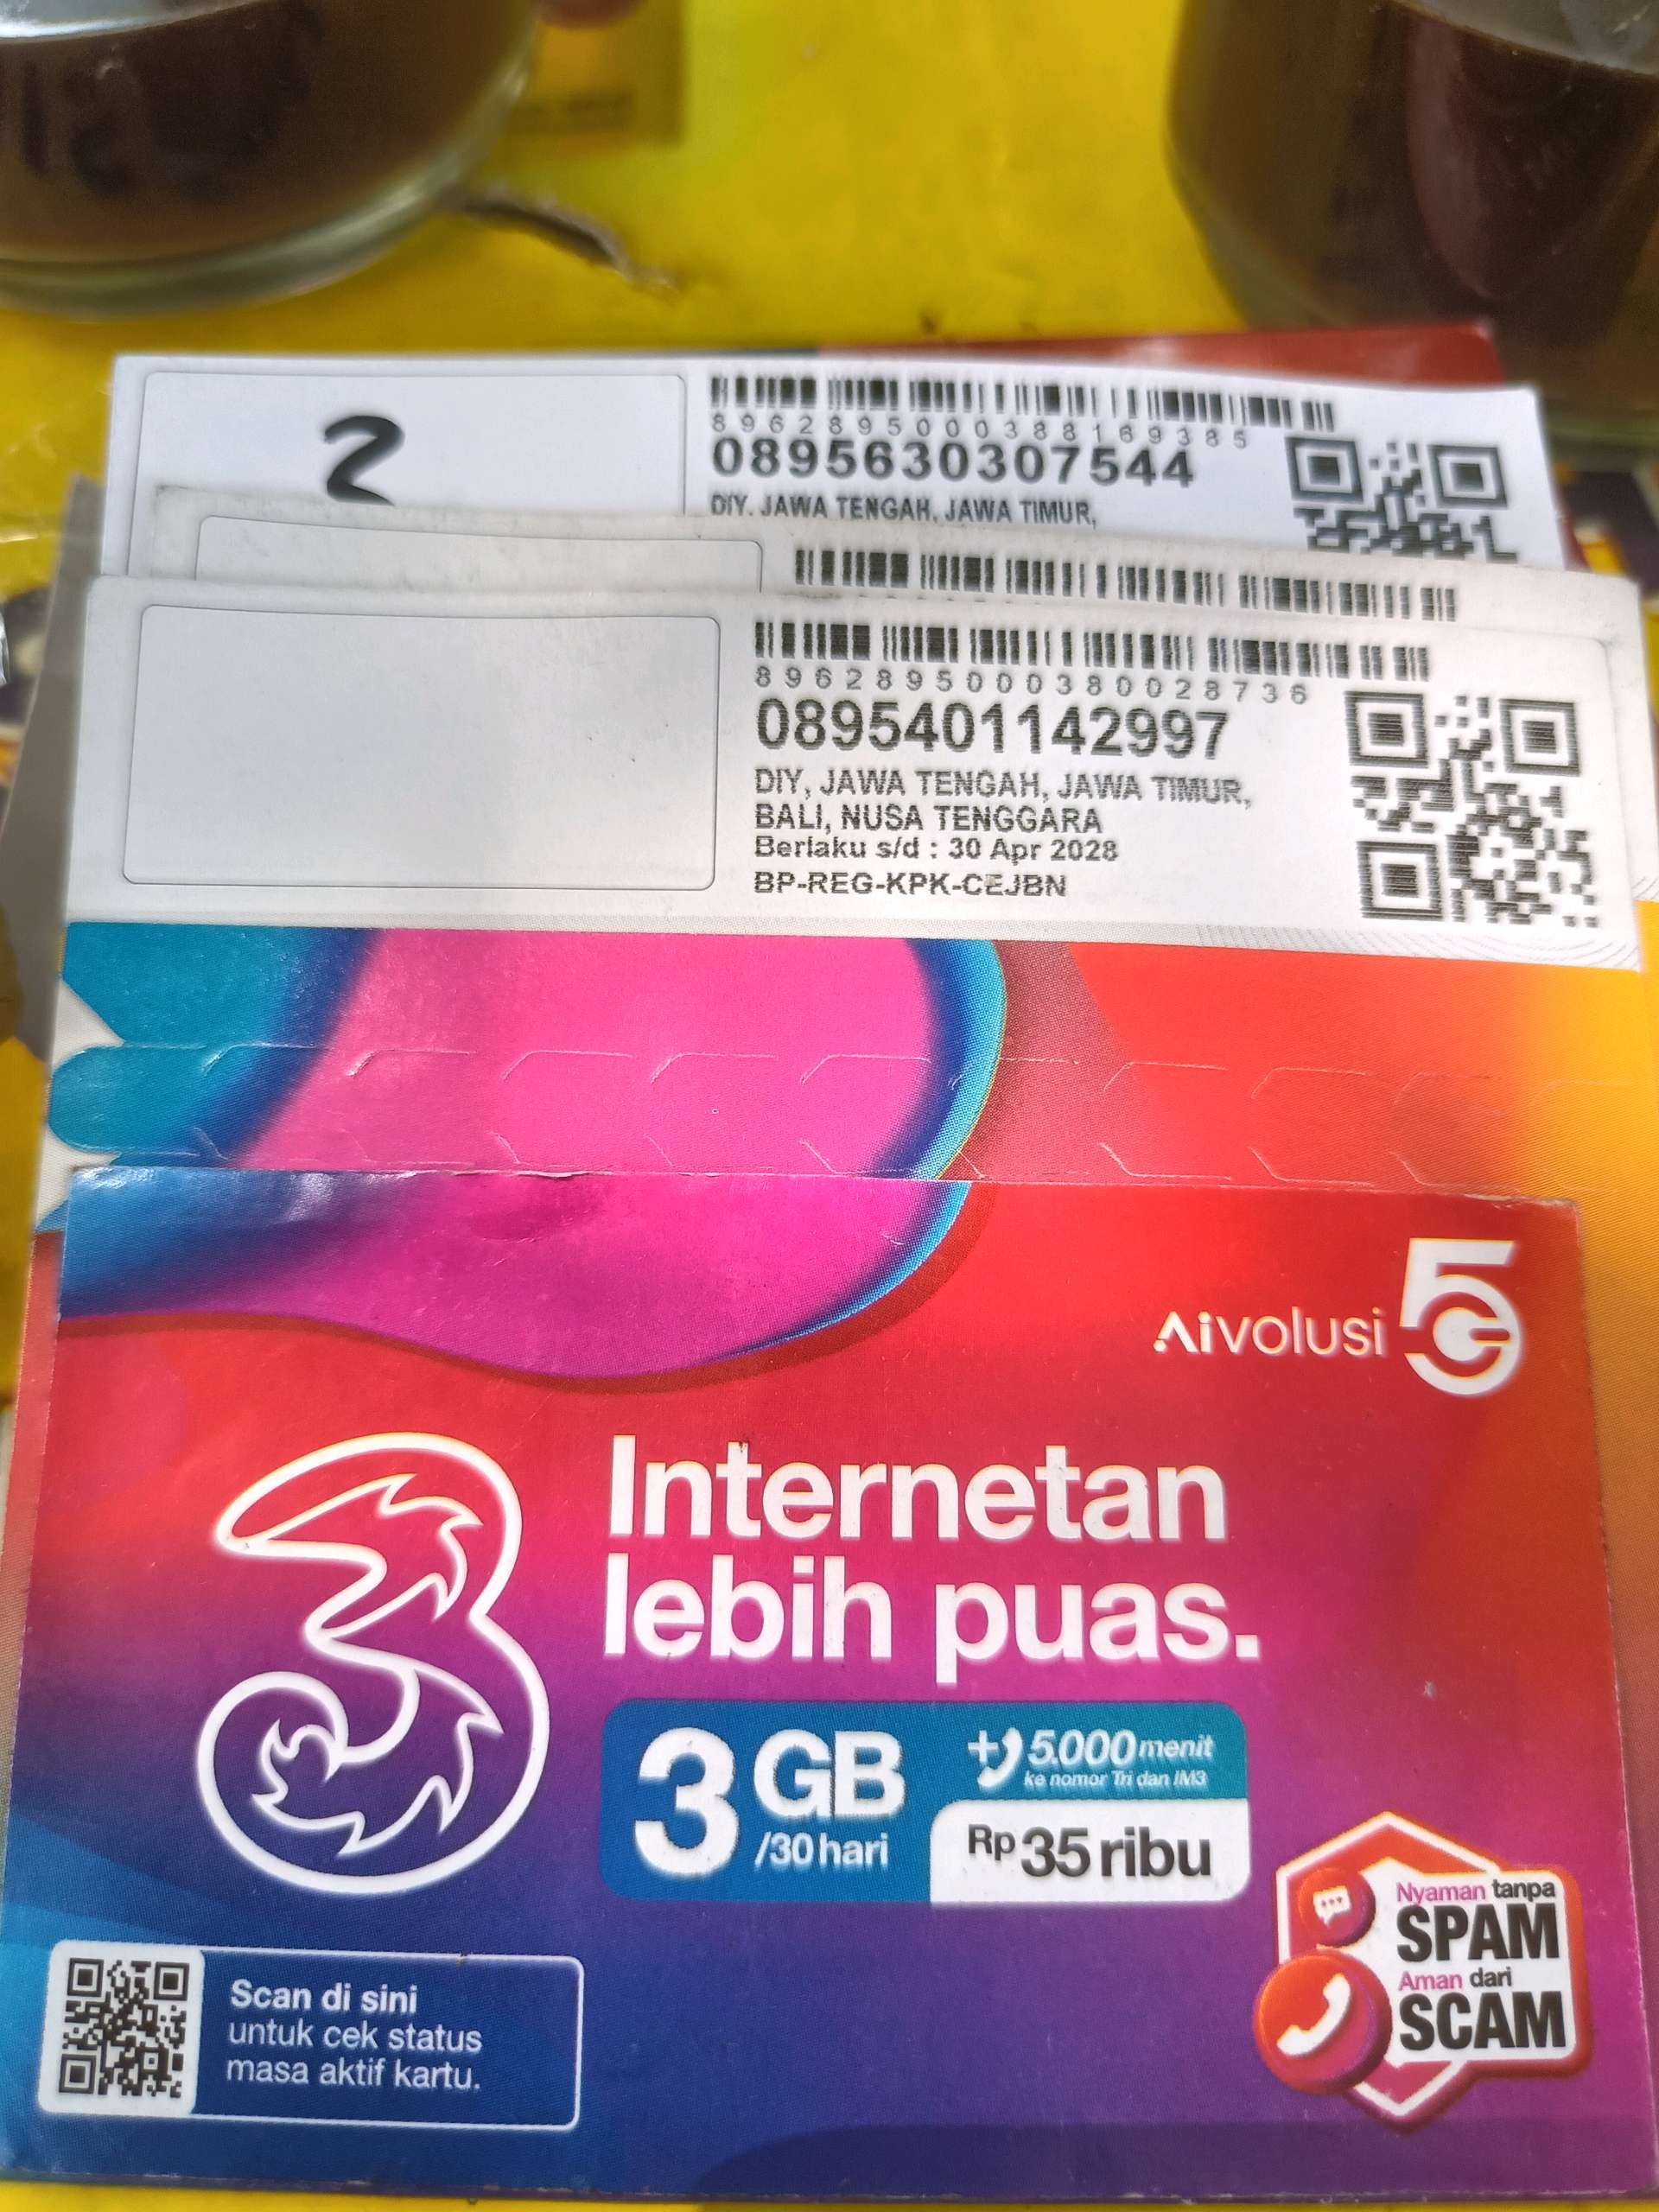 2
8962895000388169385
0895630307544
DIY. JAWA TENGAH, JAWA TIMUR,
8962895000380028736
0895401142997
DIY, JAWA TENGAH, JAWA TIMUR,
BALI, NUSA TENGGARA
Berlaku s/d : 30 Apr 2028
BP-REG-KPK-CEJBN
Aivolusi 5G
3
Internetan
lebih puas.
3 GB
/30 hari
+ 5.000 menit
ke nomor Tri dan IM3
Rp 35 ribu
Nyaman tanpa
SPAM
Aman dari
SCAM
Scan di sini
untuk cek status
masa aktif kartu.